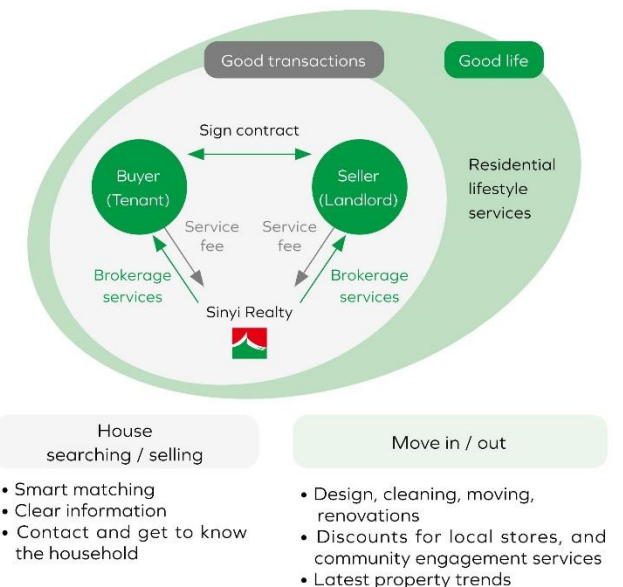 Good transactions
Good life
Sign contract
Buyer
(Tenant)
Seller
(Landlord)
Residential
lifestyle
services
Service
fee
Service
fee
Brokerage
services
Brokerage
services
Sinyi Realty
House
searching / selling
• Smart matching
• Clear information
• Contact and get to know
the household
Move in / out
• Design, cleaning, moving,
renovations
• Discounts for local stores, and
community engagement services
• Latest property trends